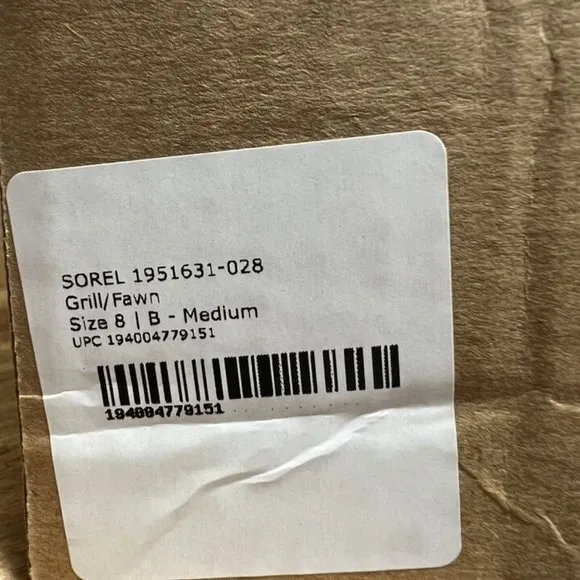 SOREL 1951631-028
Grill/Fawn
Size 8 | B - Medium
UPC 194004779151
194004779151